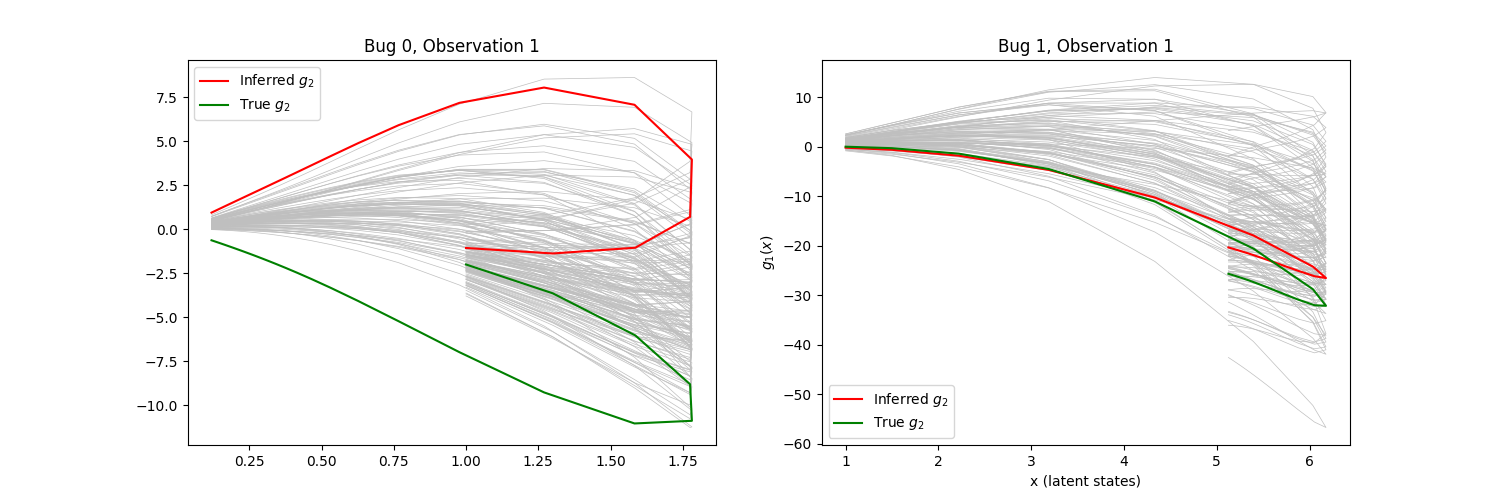 Bug 0, Observation 1
Inferred g₂
True g₂
7.5
5.0
2.5
0.0
−2.5
−5.0
−7.5
−10.0
0.25 0.50 0.75 1.00 1.25 1.50 1.75
Bug 1, Observation 1
10
0
−10
−20
−30
−40
−50
−60
g₁(x)
Inferred g₂
True g₂
1 2 3 4 5 6
x (latent states)